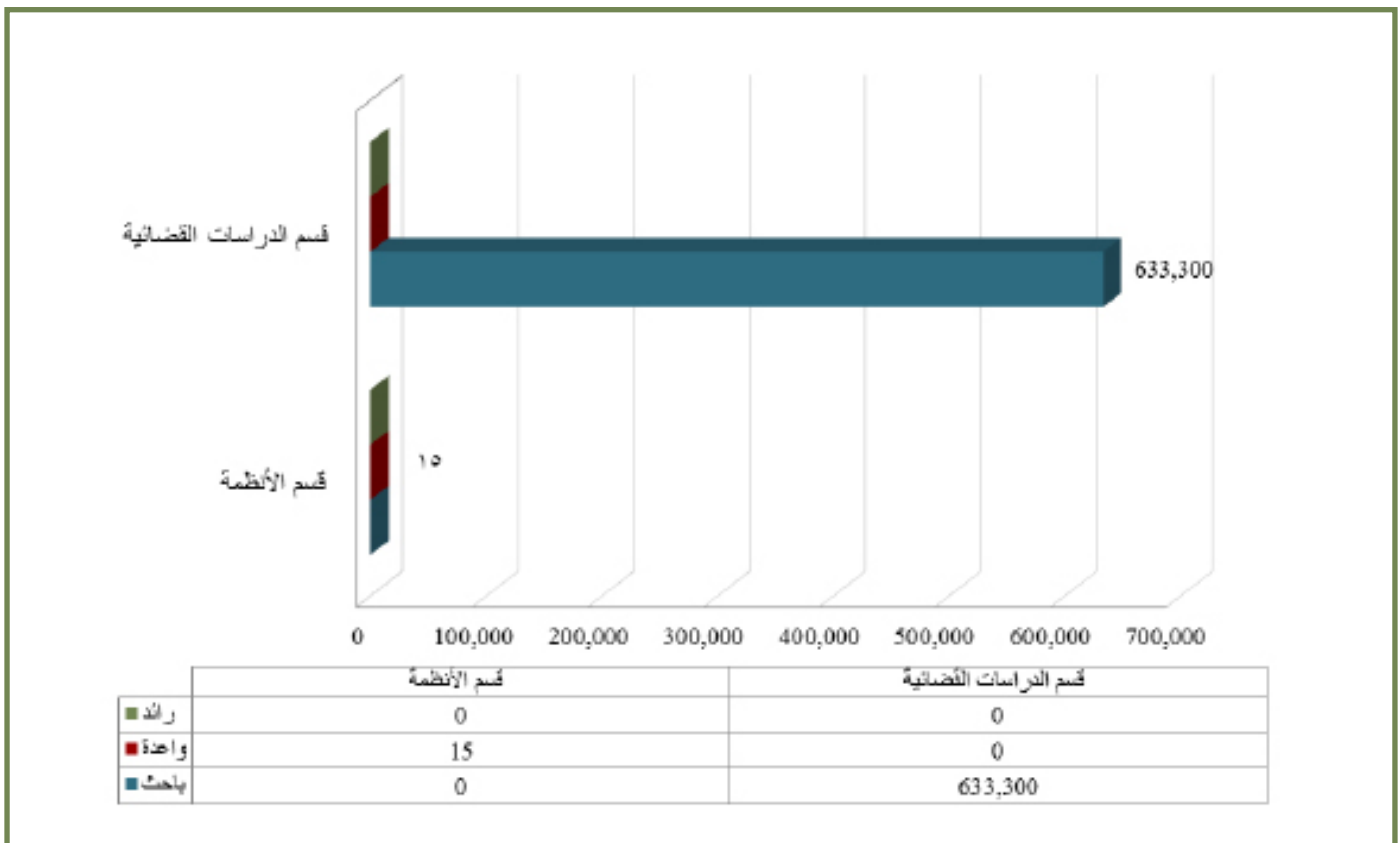 قسم الدراسات القضائية
633,300
١٥
قسم الأنظمة
0 100,000 200,000 300,000 400,000 500,000 600,000 700,000
قسم الأنظمة قسم الدراسات القضائية
رائد 0 0
واعدة 15 0
باحث 0 633,300